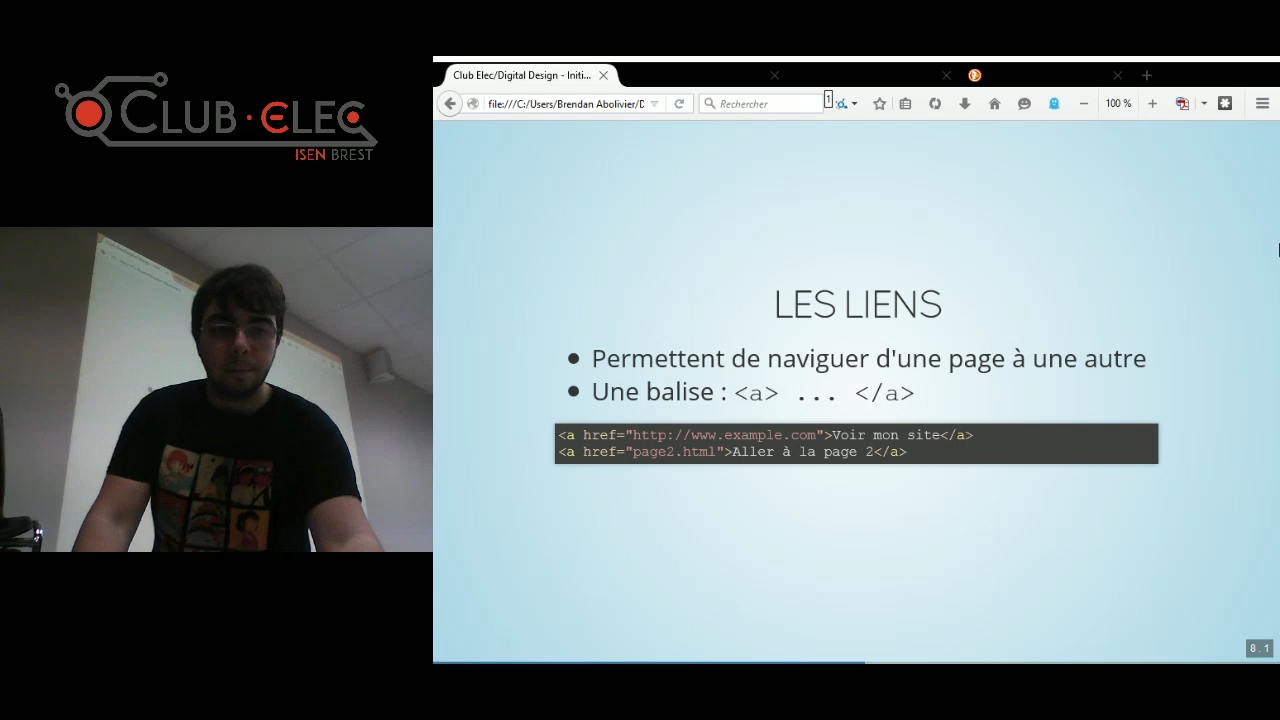 CLUB·ELEC
ISEN BREST
Club Elec/Digital Design - Initi...
file:///C:/Users/Brendan Abolivier/D
Rechercher
1
100 %
LES LIENS
Permettent de naviguer d'une page à une autre
Une balise : <a> ... </a>
<a href="http://www.example.com">Voir mon site</a>
<a href="page2.html">Aller à la page 2</a>
8.1